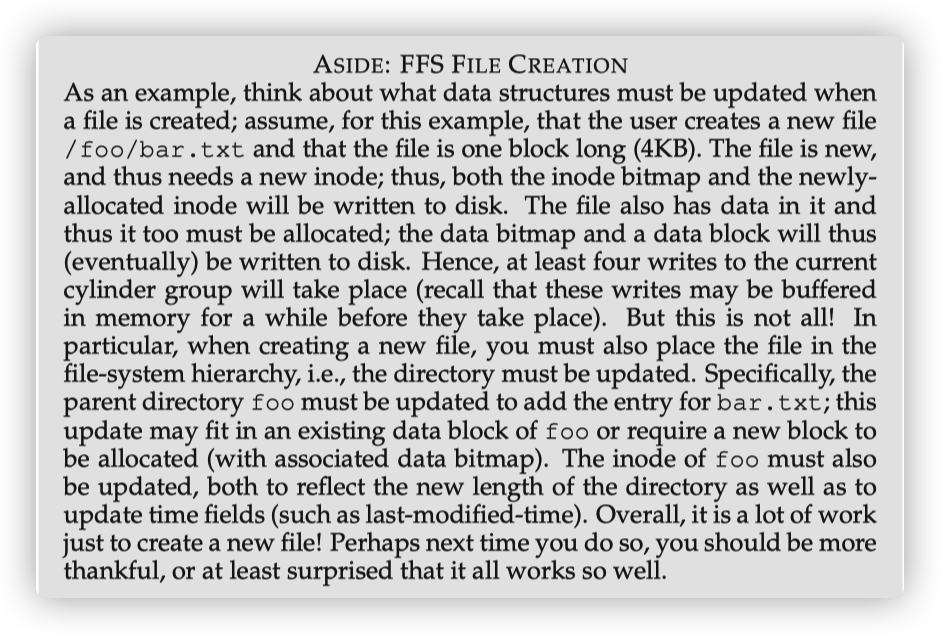 ASIDE: FFS FILE CREATION
As an example, think about what data structures must be updated when
a file is created; assume, for this example, that the user creates a new file
/foo/bar.txt and that the file is one block long (4KB). The file is new,
and thus needs a new inode; thus, both the inode bitmap and the newly-
allocated inode will be written to disk. The file also has data in it and
thus it too must be allocated; the data bitmap and a data block will thus
(eventually) be written to disk. Hence, at least four writes to the current
cylinder group will take place (recall that these writes may be buffered
in memory for a while before they take place). But this is not all! In
particular, when creating a new file, you must also place the file in the
file-system hierarchy, i.e., the directory must be updated. Specifically, the
parent directory foo must be updated to add the entry for bar.txt; this
update may fit in an existing data block of foo or require a new block to
be allocated (with associated data bitmap). The inode of foo must also
be updated, both to reflect the new length of the directory as well as to
update time fields (such as last-modified-time). Overall, it is a lot of work
just to create a new file! Perhaps next time you do so, you should be more
thankful, or at least surprised that it all works so well.